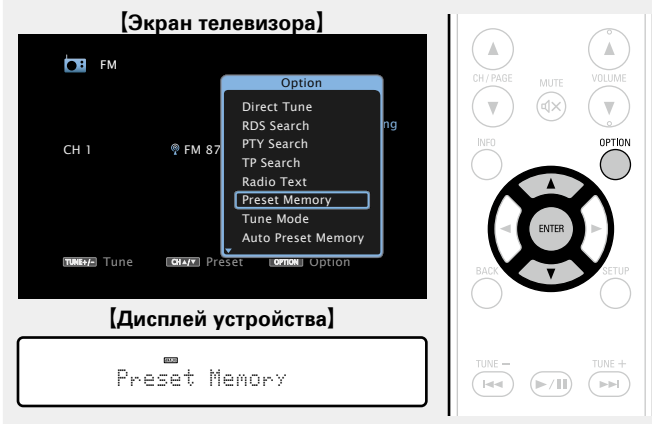 【Экран телевизора】
FM
Option
Direct Tune
RDS Search
PTY Search
TP Search
Radio Text
Preset Memory
Tune Mode
Auto Preset Memory
ng
CH 1
FM 87
TUNE+/- Tune
CH▲/▼ Preset
OPTION Option
【Дисплей устройства】
Preset Memory
CH / PAGE
MUTE
VOLUME
INFO
OPTION
ENTER
BACK
SETUP
TUNE –
TUNE +